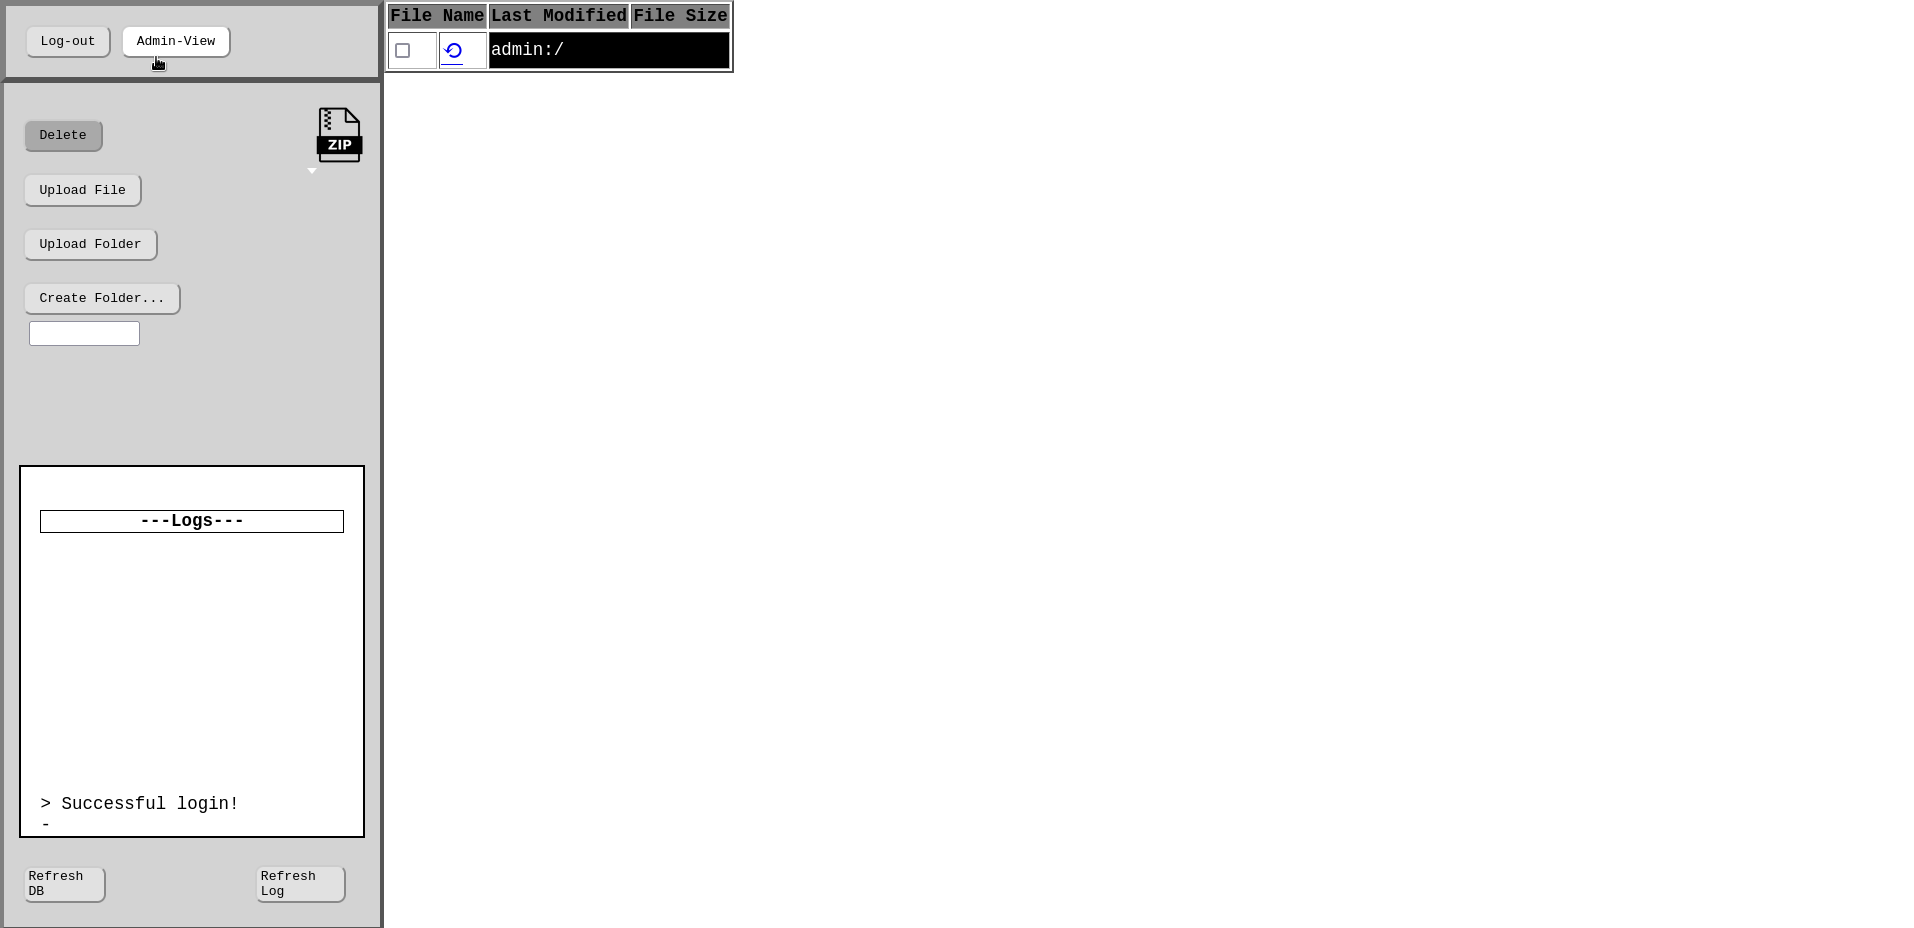 Log-out Admin-View
File Name Last Modified File Size
admin:/
Delete
ZIP
Upload File
Upload Folder
Create Folder...
---Logs---
> Successful login!
-
Refresh DB
Refresh Log